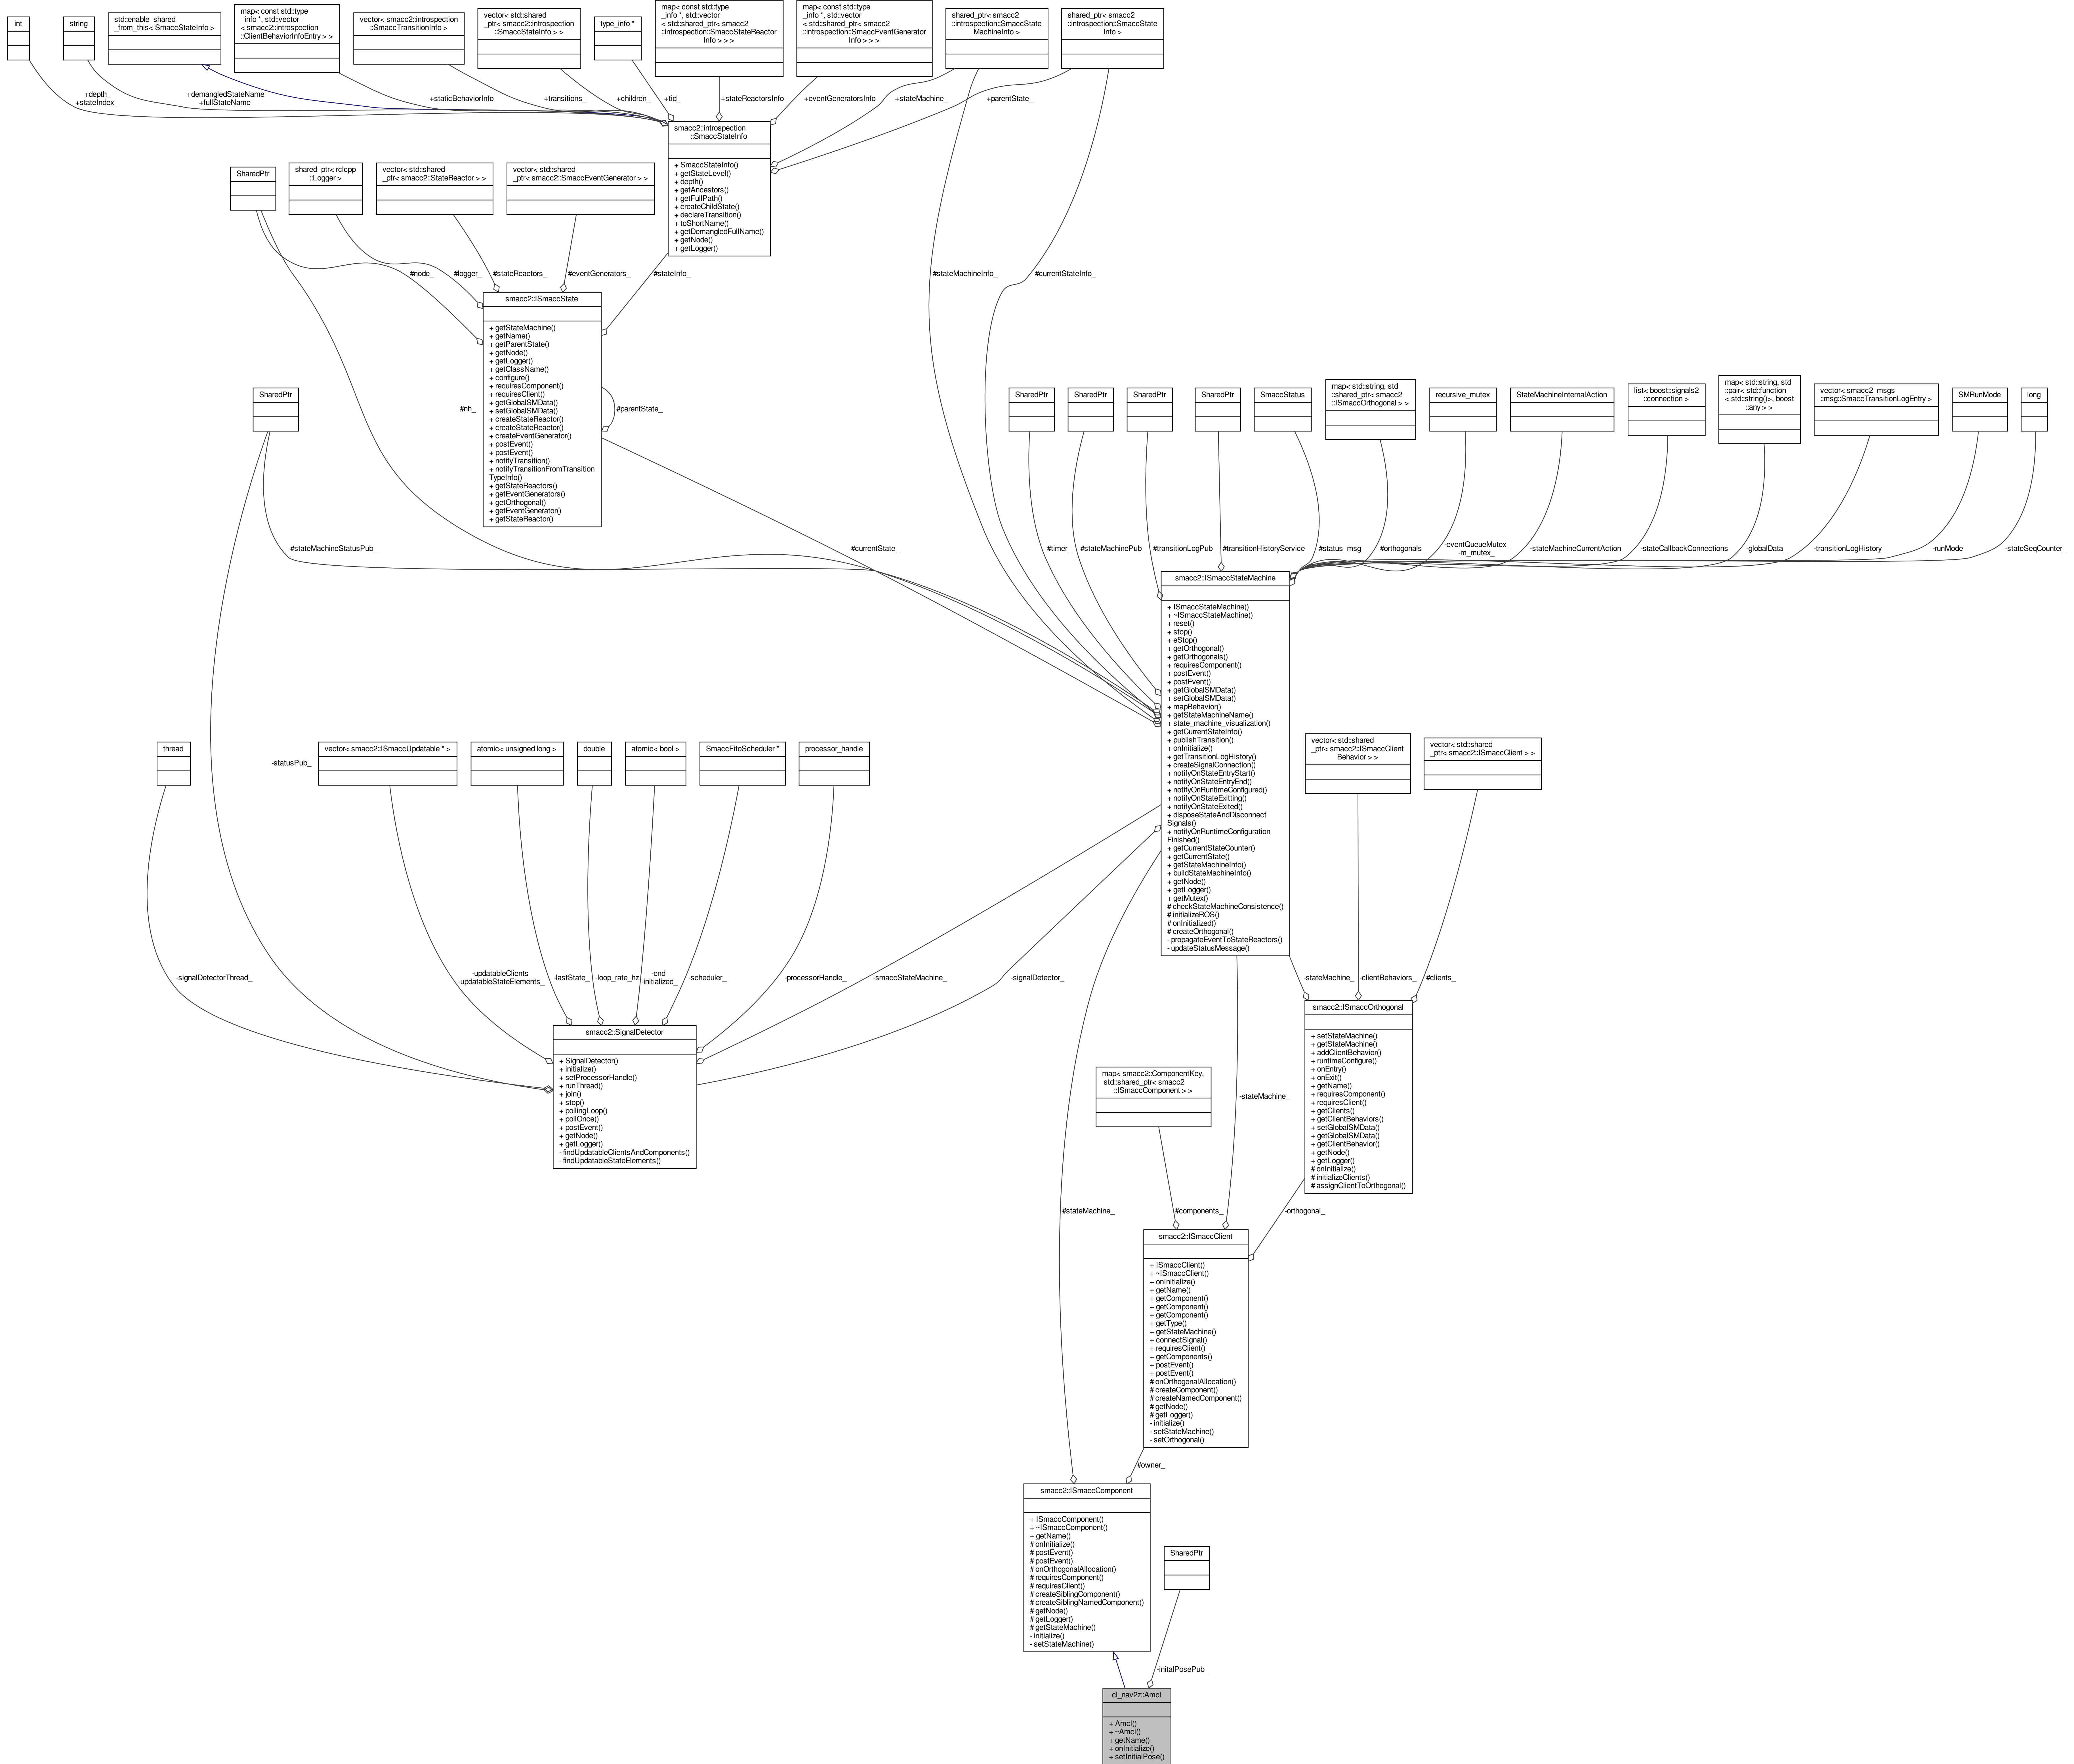 int
string
std::enable_shared
_from_this< SmaccStateInfo >
map< const std::type
_info *, std::vector
< smacc2::introspection
::ClientBehaviorInfoEntry > >
vector< smacc2::introspection
::SmaccTransitionInfo >
vector< std::shared
_ptr< smacc2::introspection
::SmaccStateInfo > >
type_info *
map< const std::type
_info *, std::vector
< std::shared_ptr< smacc2
::introspection::SmaccStateReactor
Info > > >
map< const std::type
_info *, std::vector
< std::shared_ptr< smacc2
::introspection::SmaccEventGenerator
Info > > >
shared_ptr< smacc2
::introspection::SmaccState
MachineInfo >
shared_ptr< smacc2
::introspection::SmaccState
Info >
+depth_
+stateIndex_
+demangledStateName
+fullStateName
+staticBehaviorInfo
+transitions_
+children_
+tid_
+stateReactorsInfo
+eventGeneratorsInfo
+stateMachine_
+parentState_
smacc2::introspection
::SmaccStateInfo
+ SmaccStateInfo()
+ getStateLevel()
+ depth()
+ getAncestors()
+ getFullPath()
+ createChildState()
+ declareTransition()
+ toShortName()
+ getDemangledFullName()
+ getNode()
+ getLogger()
SharedPtr
shared_ptr< rclcpp
::Logger >
vector< std::shared
_ptr< smacc2::StateReactor > >
vector< std::shared
_ptr< smacc2::SmaccEventGenerator > >
#node_
#logger_
#stateReactors_
#eventGenerators_
#stateInfo_
#stateMachineInfo_
#currentStateInfo_
smacc2::ISmaccState
+ getStateMachine()
+ getName()
+ getParentState()
+ getNode()
+ getLogger()
+ getClassName()
+ configure()
+ requiresComponent()
+ requiresClient()
+ getGlobalSMData()
+ setGlobalSMData()
+ createStateReactor()
+ createStateReactor()
+ createEventGenerator()
+ postEvent()
+ postEvent()
+ notifyTransition()
+ notifyTransitionFromTransition
TypeInfo()
+ getStateReactors()
+ getEventGenerators()
+ getOrthogonal()
+ getEventGenerator()
+ getStateReactor()
#nh_
#parentState_
SharedPtr
SharedPtr
SharedPtr
SharedPtr
SharedPtr
SmaccStatus
map< std::string, std
::shared_ptr< smacc2
::ISmaccOrthogonal > >
recursive_mutex
StateMachineInternalAction
list< boost::signals2
::connection >
map< std::string, std
::pair< std::function
< std::string()>, boost
::any > >
vector< smacc2_msgs
::msg::SmaccTransitionLogEntry >
SMRunMode
long
#stateMachineStatusPub_
#currentState_
#timer_
#stateMachinePub_
#transitionLogPub_
#transitionHistoryService_
#status_msg_
#orthogonals_
-eventQueueMutex_
-m_mutex_
-stateMachineCurrentAction
-stateCallbackConnections
-globalData_
-transitionLogHistory_
-runMode_
-stateSeqCounter_
smacc2::ISmaccStateMachine
+ ISmaccStateMachine()
+ ~ISmaccStateMachine()
+ reset()
+ stop()
+ eStop()
+ getOrthogonal()
+ getOrthogonals()
+ requiresComponent()
+ postEvent()
+ postEvent()
+ getGlobalSMData()
+ setGlobalSMData()
+ mapBehavior()
+ getStateMachineName()
+ state_machine_visualization()
+ getCurrentStateInfo()
+ publishTransition()
+ onInitialize()
+ getTransitionLogHistory()
+ createSignalConnection()
+ notifyOnStateEntryStart()
+ notifyOnStateEntryEnd()
+ notifyOnRuntimeConfigured()
+ notifyOnStateExitting()
+ notifyOnStateExited()
+ disposeStateAndDisconnect
Signals()
+ notifyOnRuntimeConfiguration
Finished()
+ getCurrentStateCounter()
+ getCurrentState()
+ getStateMachineInfo()
+ buildStateMachineInfo()
+ getNode()
+ getLogger()
+ getMutex()
# checkStateMachineConsistence()
# initializeROS()
# onInitialized()
# createOrthogonal()
- propagateEventToStateReactors()
- updateStatusMessage()
thread
-statusPub_
vector< smacc2::ISmaccUpdatable * >
atomic< unsigned long >
double
atomic< bool >
SmaccFifoScheduler *
processor_handle
vector< std::shared
_ptr< smacc2::ISmaccClient
Behavior > >
vector< std::shared
_ptr< smacc2::ISmaccClient > >
-signalDetectorThread_
-updatableClients_
-updatableStateElements_
-lastState_
-loop_rate_hz
-end_
-initialized_
-scheduler_
-processorHandle_
-smaccStateMachine_
-signalDetector_
-stateMachine_
-clientBehaviors_
#clients_
smacc2::SignalDetector
+ SignalDetector()
+ initialize()
+ setProcessorHandle()
+ runThread()
+ join()
+ stop()
+ pollingLoop()
+ pollOnce()
+ postEvent()
+ getNode()
+ getLogger()
- findUpdatableClientsAndComponents()
- findUpdatableStateElements()
smacc2::ISmaccOrthogonal
+ setStateMachine()
+ getStateMachine()
+ addClientBehavior()
+ runtimeConfigure()
+ onEntry()
+ onExit()
+ getName()
+ requiresComponent()
+ requiresClient()
+ getClients()
+ getClientBehaviors()
+ setGlobalSMData()
+ getGlobalSMData()
+ getClientBehavior()
+ getNode()
+ getLogger()
# onInitialize()
# initializeClients()
# assignClientToOrthogonal()
map< smacc2::ComponentKey,
std::shared_ptr< smacc2
::ISmaccComponent > >
-stateMachine_
#stateMachine_
#components_
-orthogonal_
smacc2::ISmaccClient
+ ISmaccClient()
+ ~ISmaccClient()
+ onInitialize()
+ getName()
+ getComponent()
+ getComponent()
+ getComponent()
+ getType()
+ getStateMachine()
+ connectSignal()
+ requiresClient()
+ getComponents()
+ postEvent()
+ postEvent()
# onOrthogonalAllocation()
# createComponent()
# createNamedComponent()
# getNode()
# getLogger()
- initialize()
- setStateMachine()
- setOrthogonal()
#owner_
smacc2::ISmaccComponent
+ ISmaccComponent()
+ ~ISmaccComponent()
+ getName()
# onInitialize()
# postEvent()
# postEvent()
# onOrthogonalAllocation()
# requiresComponent()
# requiresClient()
# createSiblingComponent()
# createSiblingNamedComponent()
# getNode()
# getLogger()
# getStateMachine()
- initialize()
- setStateMachine()
SharedPtr
-initalPosePub_
cl_nav2z::Amcl
+ Amcl()
+ ~Amcl()
+ getName()
+ onInitialize()
+ setInitialPose()